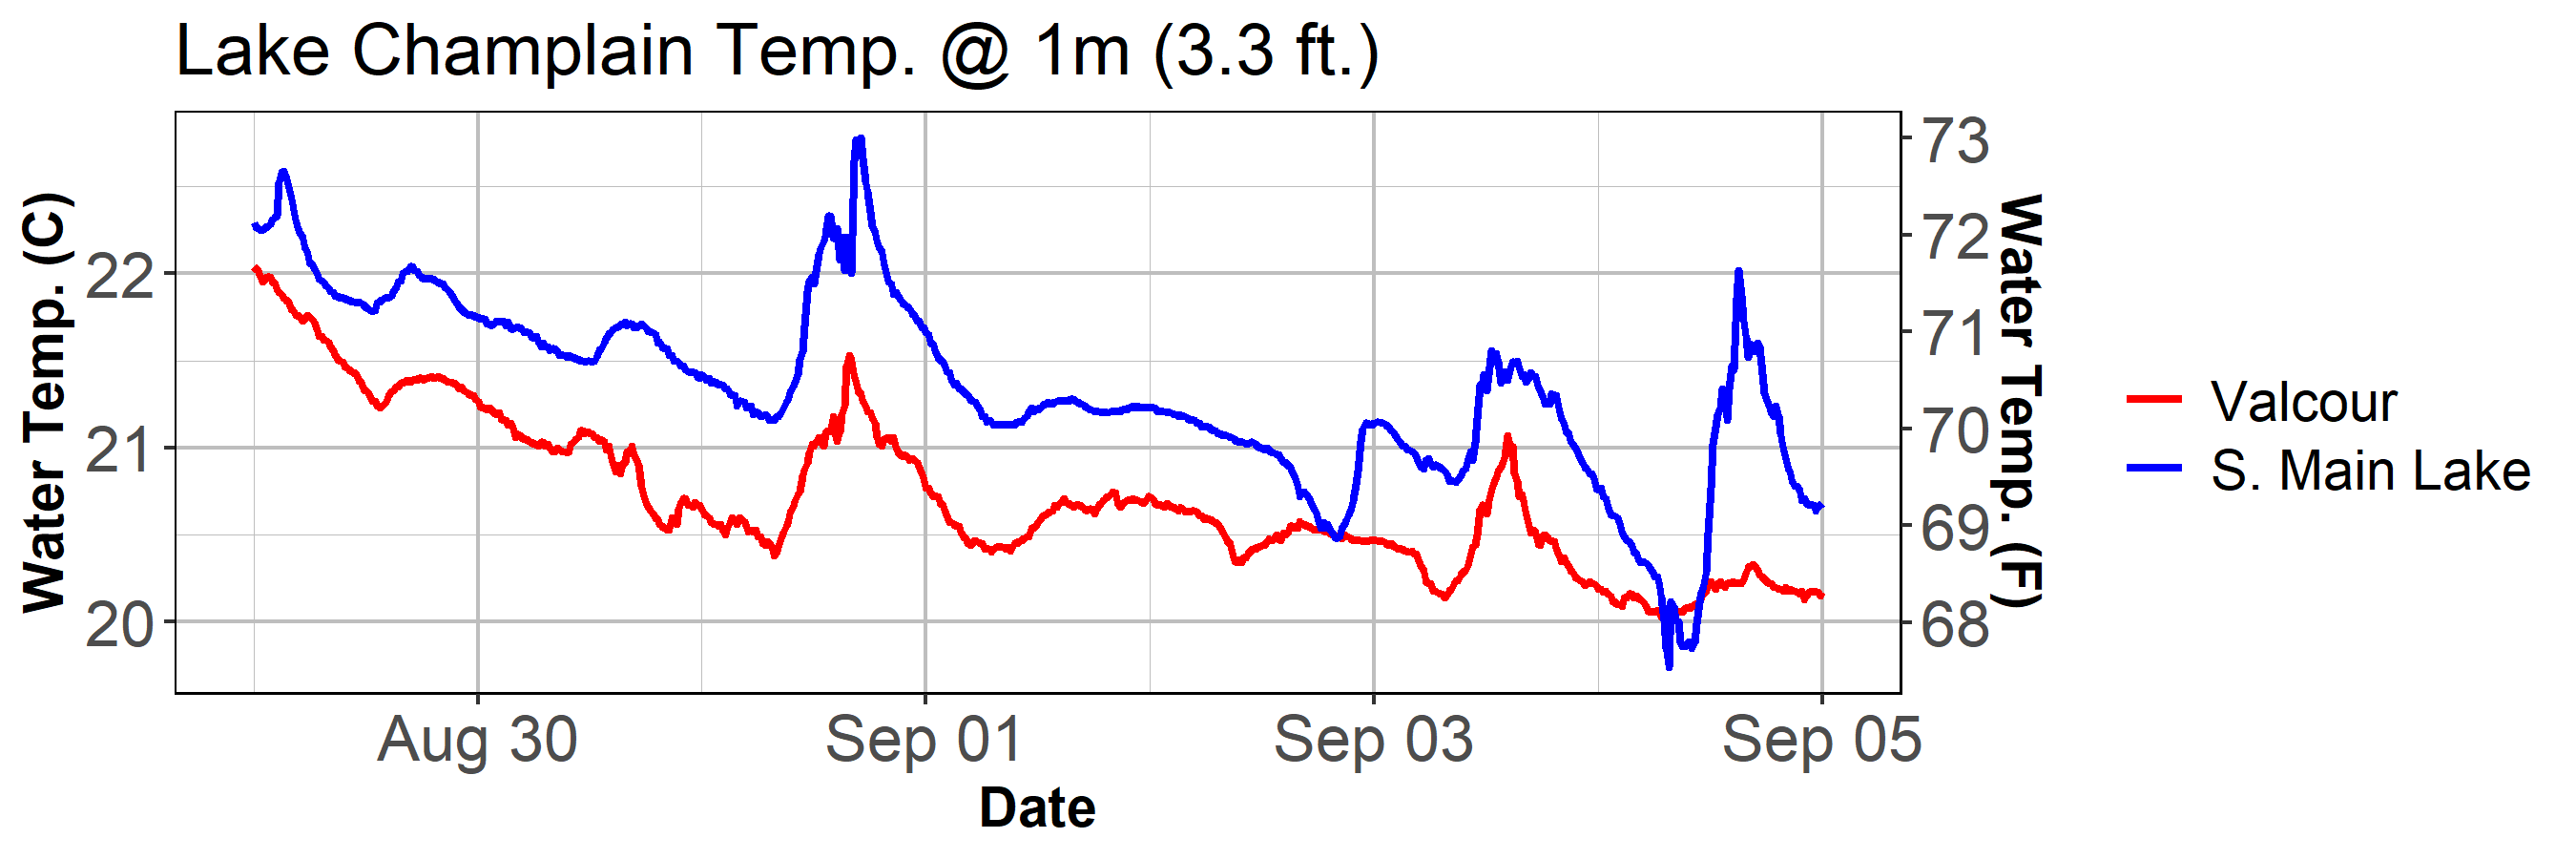 Lake Champlain Temp. @ 1m (3.3 ft.)
Water Temp. (C)
22
21
20
73
72
71
70
69
68
Water Temp. (F)
Aug 30
Sep 01
Sep 03
Sep 05
Date
Valcour
S. Main Lake